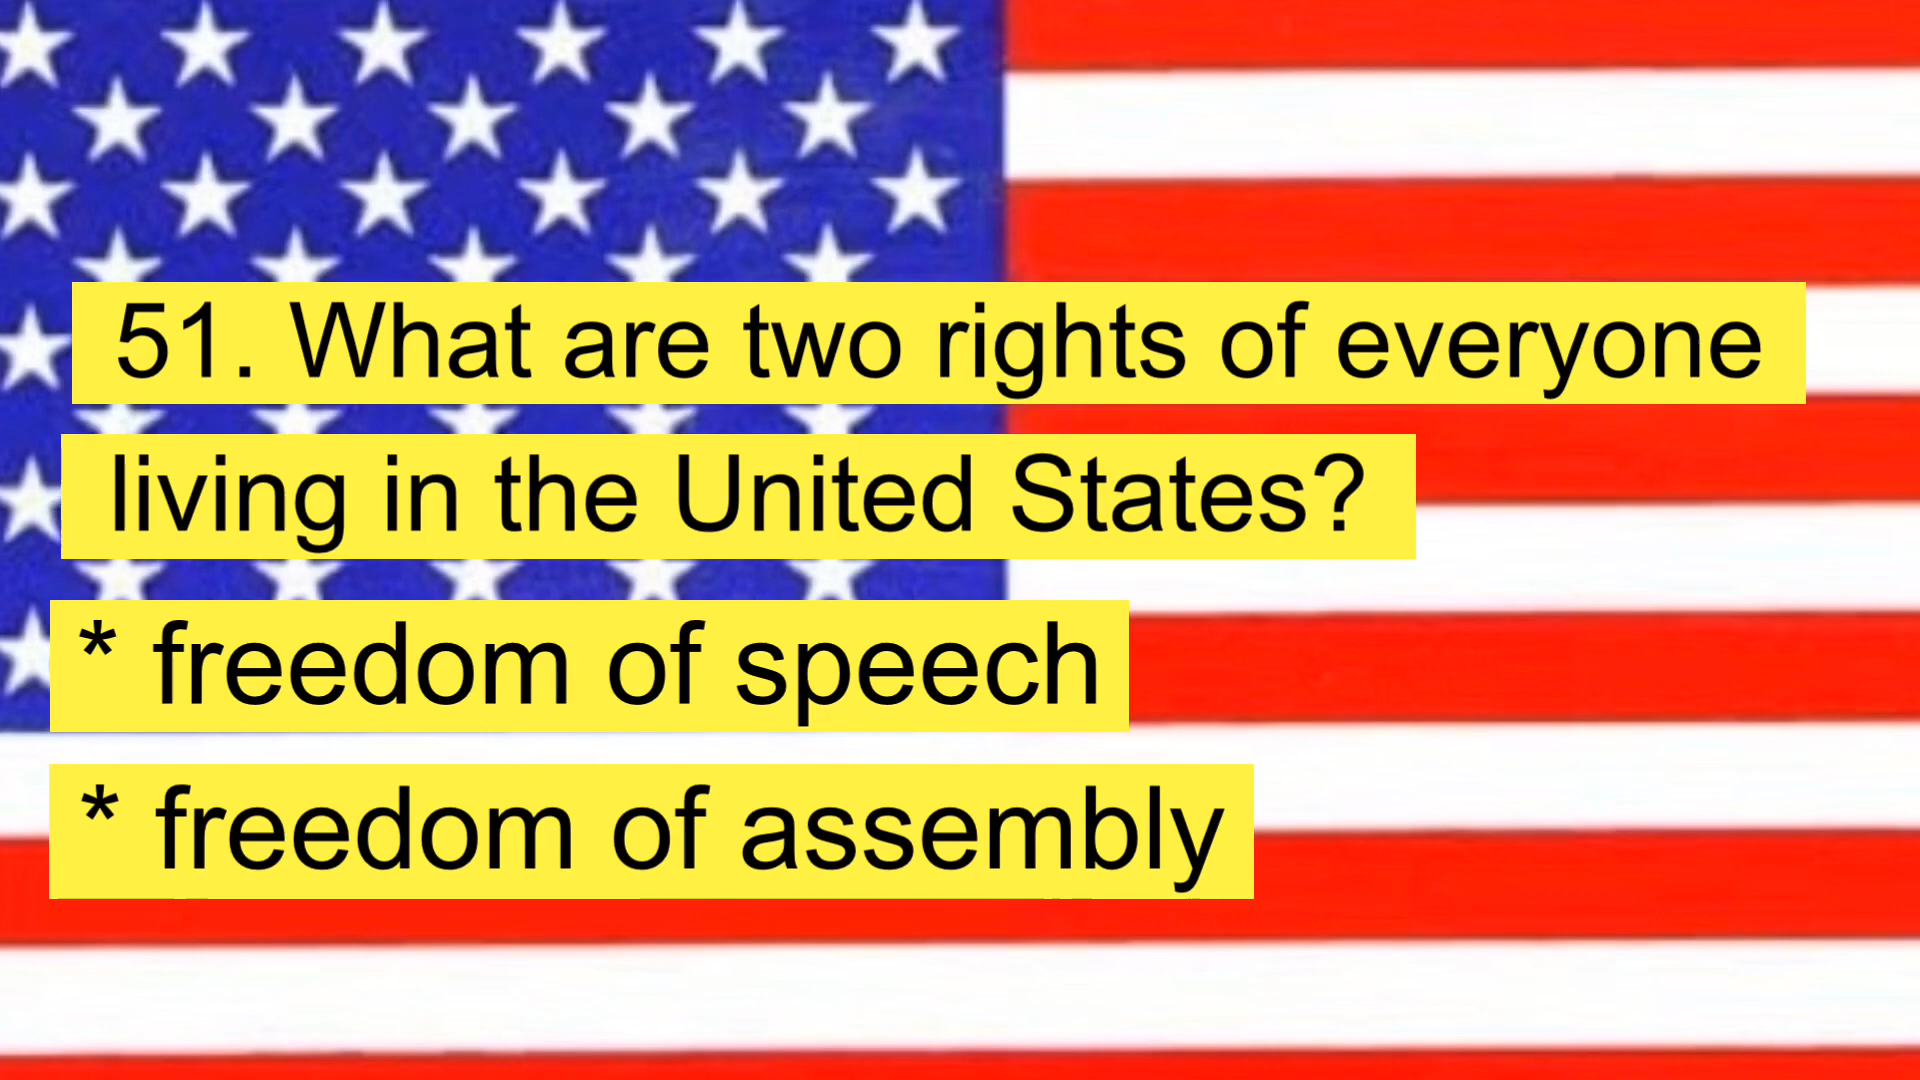 51. What are two rights of everyone
living in the United States?
* freedom of speech
* freedom of assembly